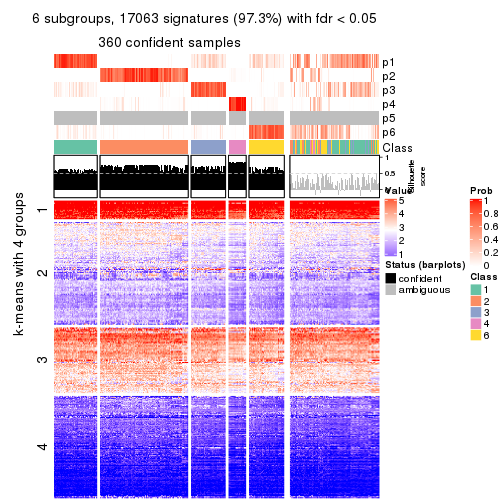 6 subgroups, 17063 signatures (97.3%) with fdr < 0.05
360 confident samples
p1
p2
p3
p4
p5
p6
Class
1
0.5
0
Silhouette
score
k-means with 4 groups
1
2
3
4
Value
5
4
3
2
1
Status (barplots)
confident
ambiguous
Prob
1
0.8
0.6
0.4
0.2
0
Class
1
2
3
4
6